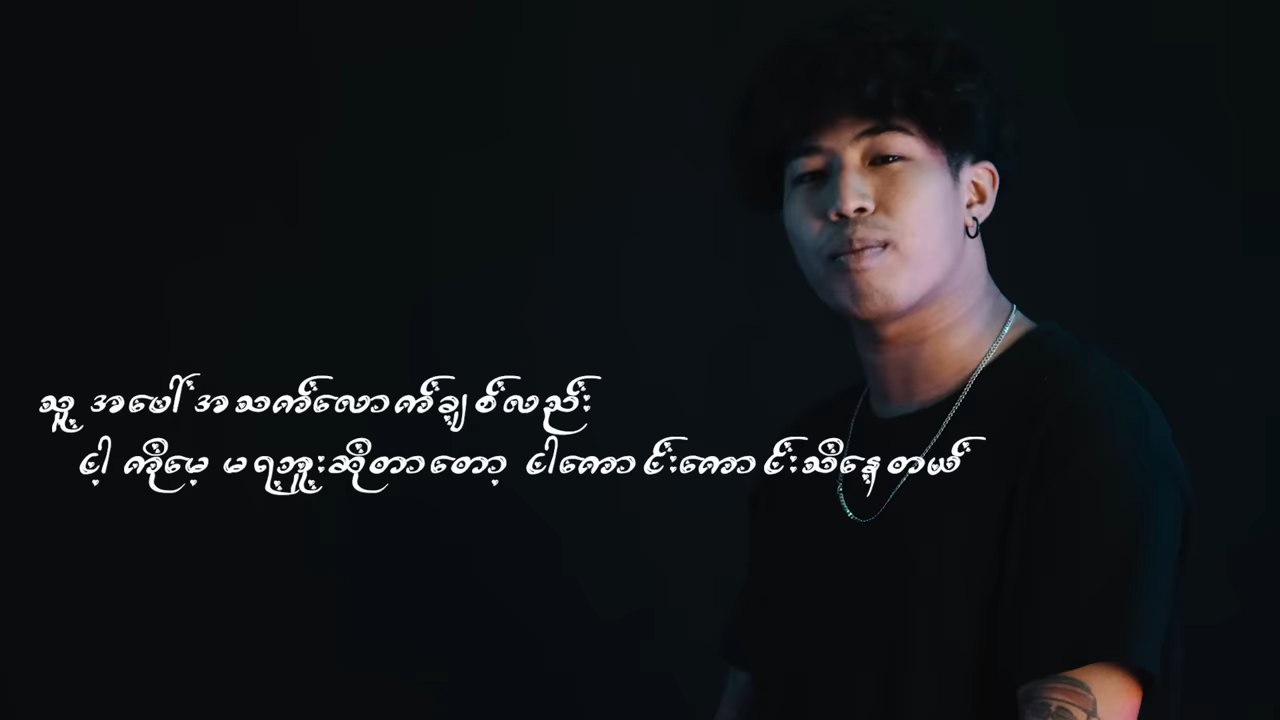 သူ့ အပေါ် အသက်လောက်ချစ်လည်း
ငါ့ ကိုမေ့ မရဘူးဆိုတာတော့ ငါကောင်းကောင်းသိနေ့တယ်